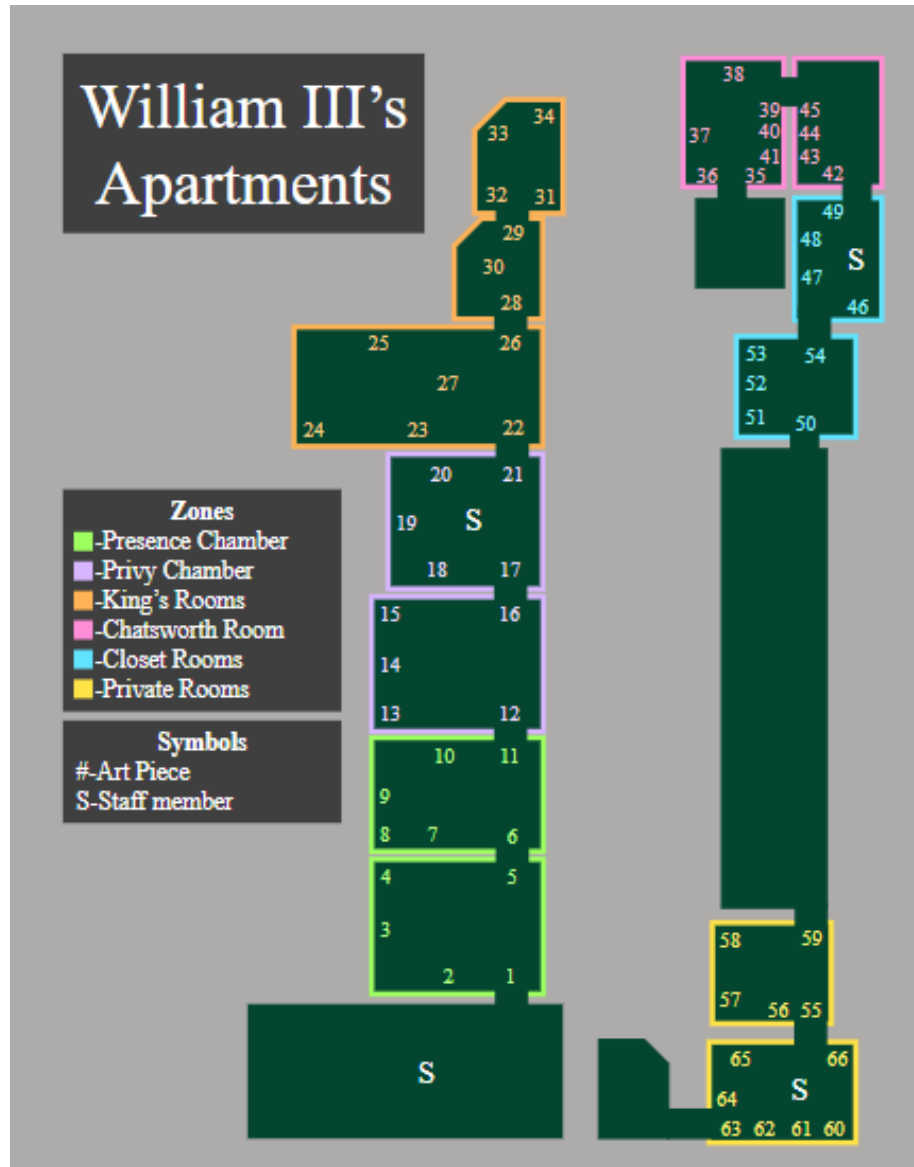 William III's
Apartments
Zones
-Presence Chamber
-Privy Chamber
-King's Rooms
-Chatsworth Room
-Closet Rooms
-Private Rooms
Symbols
#-Art Piece
S-Staff member
34
33
32 31
29
30
28
25 26
27
24 23 22
20 21
19 S
18 17
15 16
14
13 12
10 11
9
8 7 6
4 5
3
2 1
S
38
39 45
37 40 44
41 43
36 35 42
49
48 S
47
46
53 54
52
51 50
58 59
57
56 55
65 66
S
64
63 62 61 60